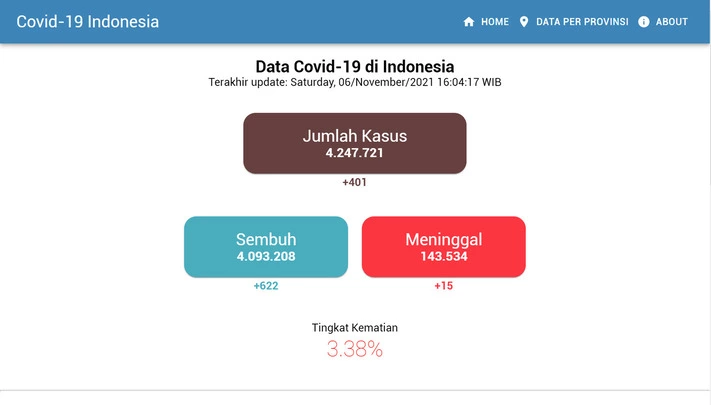 Covid-19 Indonesia
HOME
DATA PER PROVINSI
ABOUT
Data Covid-19 di Indonesia
Terakhir update: Saturday, 06/November/2021 16:04:17 WIB
Jumlah Kasus
4.247.721
+401
Sembuh
4.093.208
+622
Meninggal
143.534
+15
Tingkat Kematian
3.38%